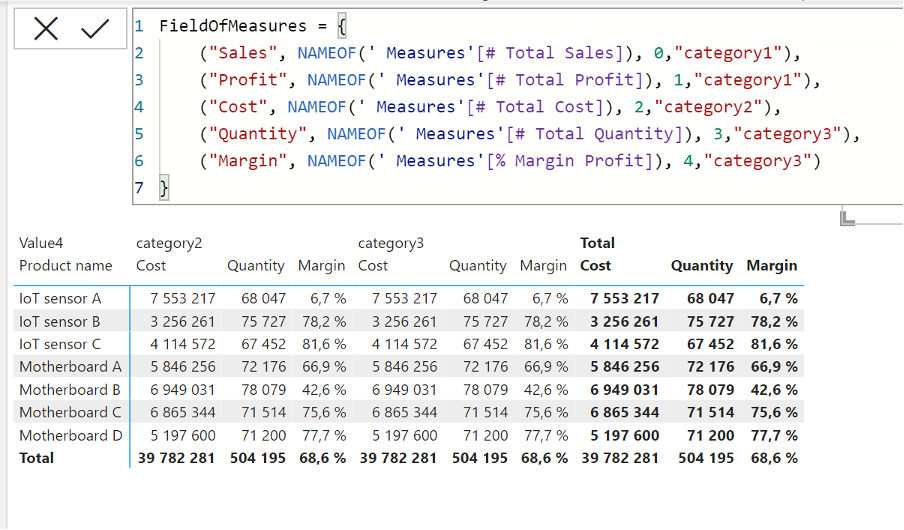 1 FieldOfMeasures = {
2 ("Sales", NAMEOF(' Measures'[# Total Sales]), 0,"category1"),
3 ("Profit", NAMEOF(' Measures'[# Total Profit]), 1,"category1"),
4 ("Cost", NAMEOF(' Measures'[# Total Cost]), 2,"category2"),
5 ("Quantity", NAMEOF(' Measures'[# Total Quantity]), 3,"category3"),
6 ("Margin", NAMEOF(' Measures'[% Margin Profit]), 4,"category3")
7 }
Value4 category2 category3 Total
Product name Cost Quantity Margin Cost Quantity Margin Cost Quantity Margin
IoT sensor A 7 553 217 68 047 6,7 % 7 553 217 68 047 6,7 % 7 553 217 68 047 6,7 %
IoT sensor B 3 256 261 75 727 78,2 % 3 256 261 75 727 78,2 % 3 256 261 75 727 78,2 %
IoT sensor C 4 114 572 67 452 81,6 % 4 114 572 67 452 81,6 % 4 114 572 67 452 81,6 %
Motherboard A 5 846 256 72 176 66,9 % 5 846 256 72 176 66,9 % 5 846 256 72 176 66,9 %
Motherboard B 6 949 031 78 079 42,6 % 6 949 031 78 079 42,6 % 6 949 031 78 079 42,6 %
Motherboard C 6 865 344 71 514 75,6 % 6 865 344 71 514 75,6 % 6 865 344 71 514 75,6 %
Motherboard D 5 197 600 71 200 77,7 % 5 197 600 71 200 77,7 % 5 197 600 71 200 77,7 %
Total 39 782 281 504 195 68,6 % 39 782 281 504 195 68,6 % 39 782 281 504 195 68,6 %